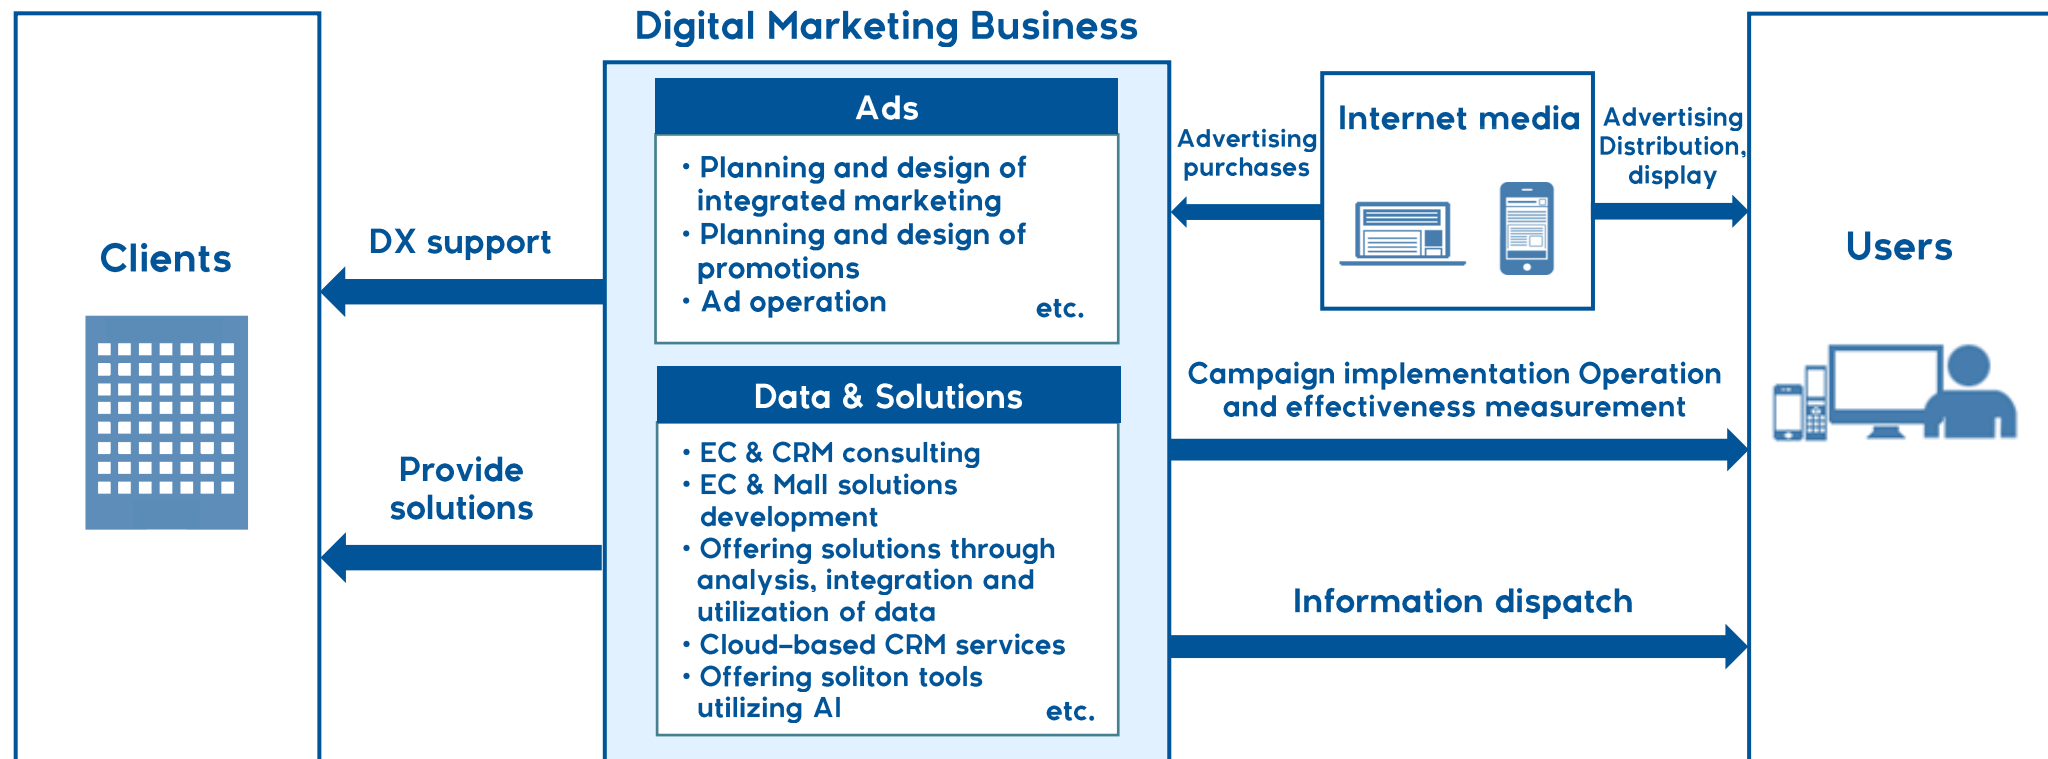 Digital Marketing Business
Clients
DX support
Provide
solutions
Ads
・Planning and design of
integrated marketing
・Planning and design of
promotions
・Ad operation
etc.
Data & Solutions
・EC & CRM consulting
・EC & Mall solutions
development
・Offering solutions through
analysis, integration and
utilization of data
・Cloud-based CRM services
・Offering soliton tools
utilizing AI
etc.
Advertising
purchases
Internet media
Advertising
Distribution,
display
Campaign implementation Operation
and effectiveness measurement
Information dispatch
Users